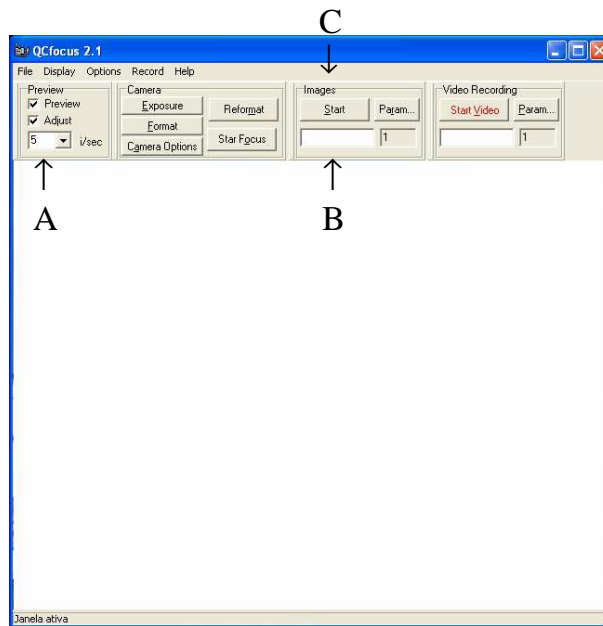 C
QCfocus 2.1
File Display Options Record Help
Preview Camera Images Video Recording
Preview Exposure Reformat Start Param... Start Video Param...
Adjust Format
5 i/sec Camera Options Star Focus 1 1
A B
Janela ativa